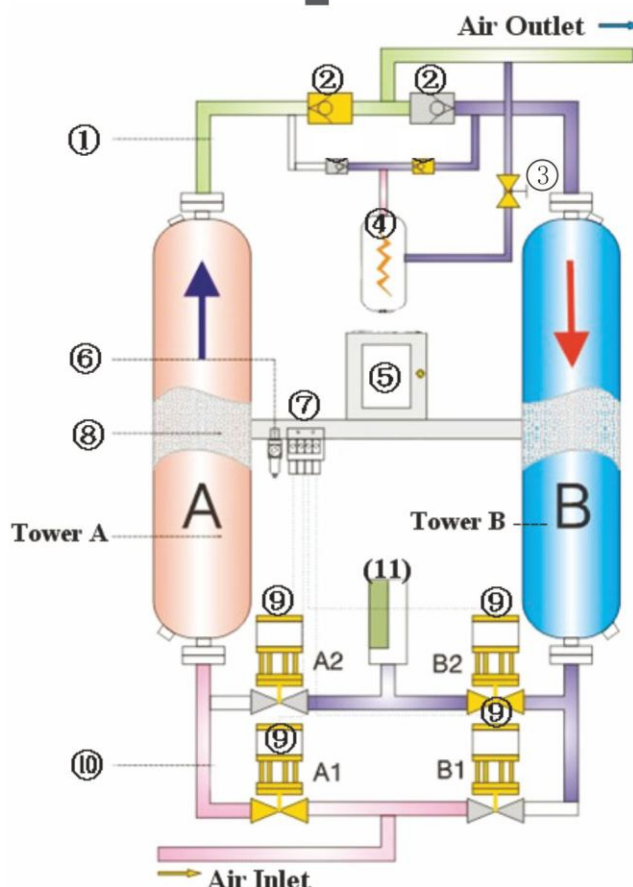 Air Outlet
② ②
①
③
④
⑥
⑦
⑤
⑧
A B
Tower A
Tower B
(11)
⑨ ⑨
A2 B2
⑨ ⑨
⑩
A1 B1
Air Inlet